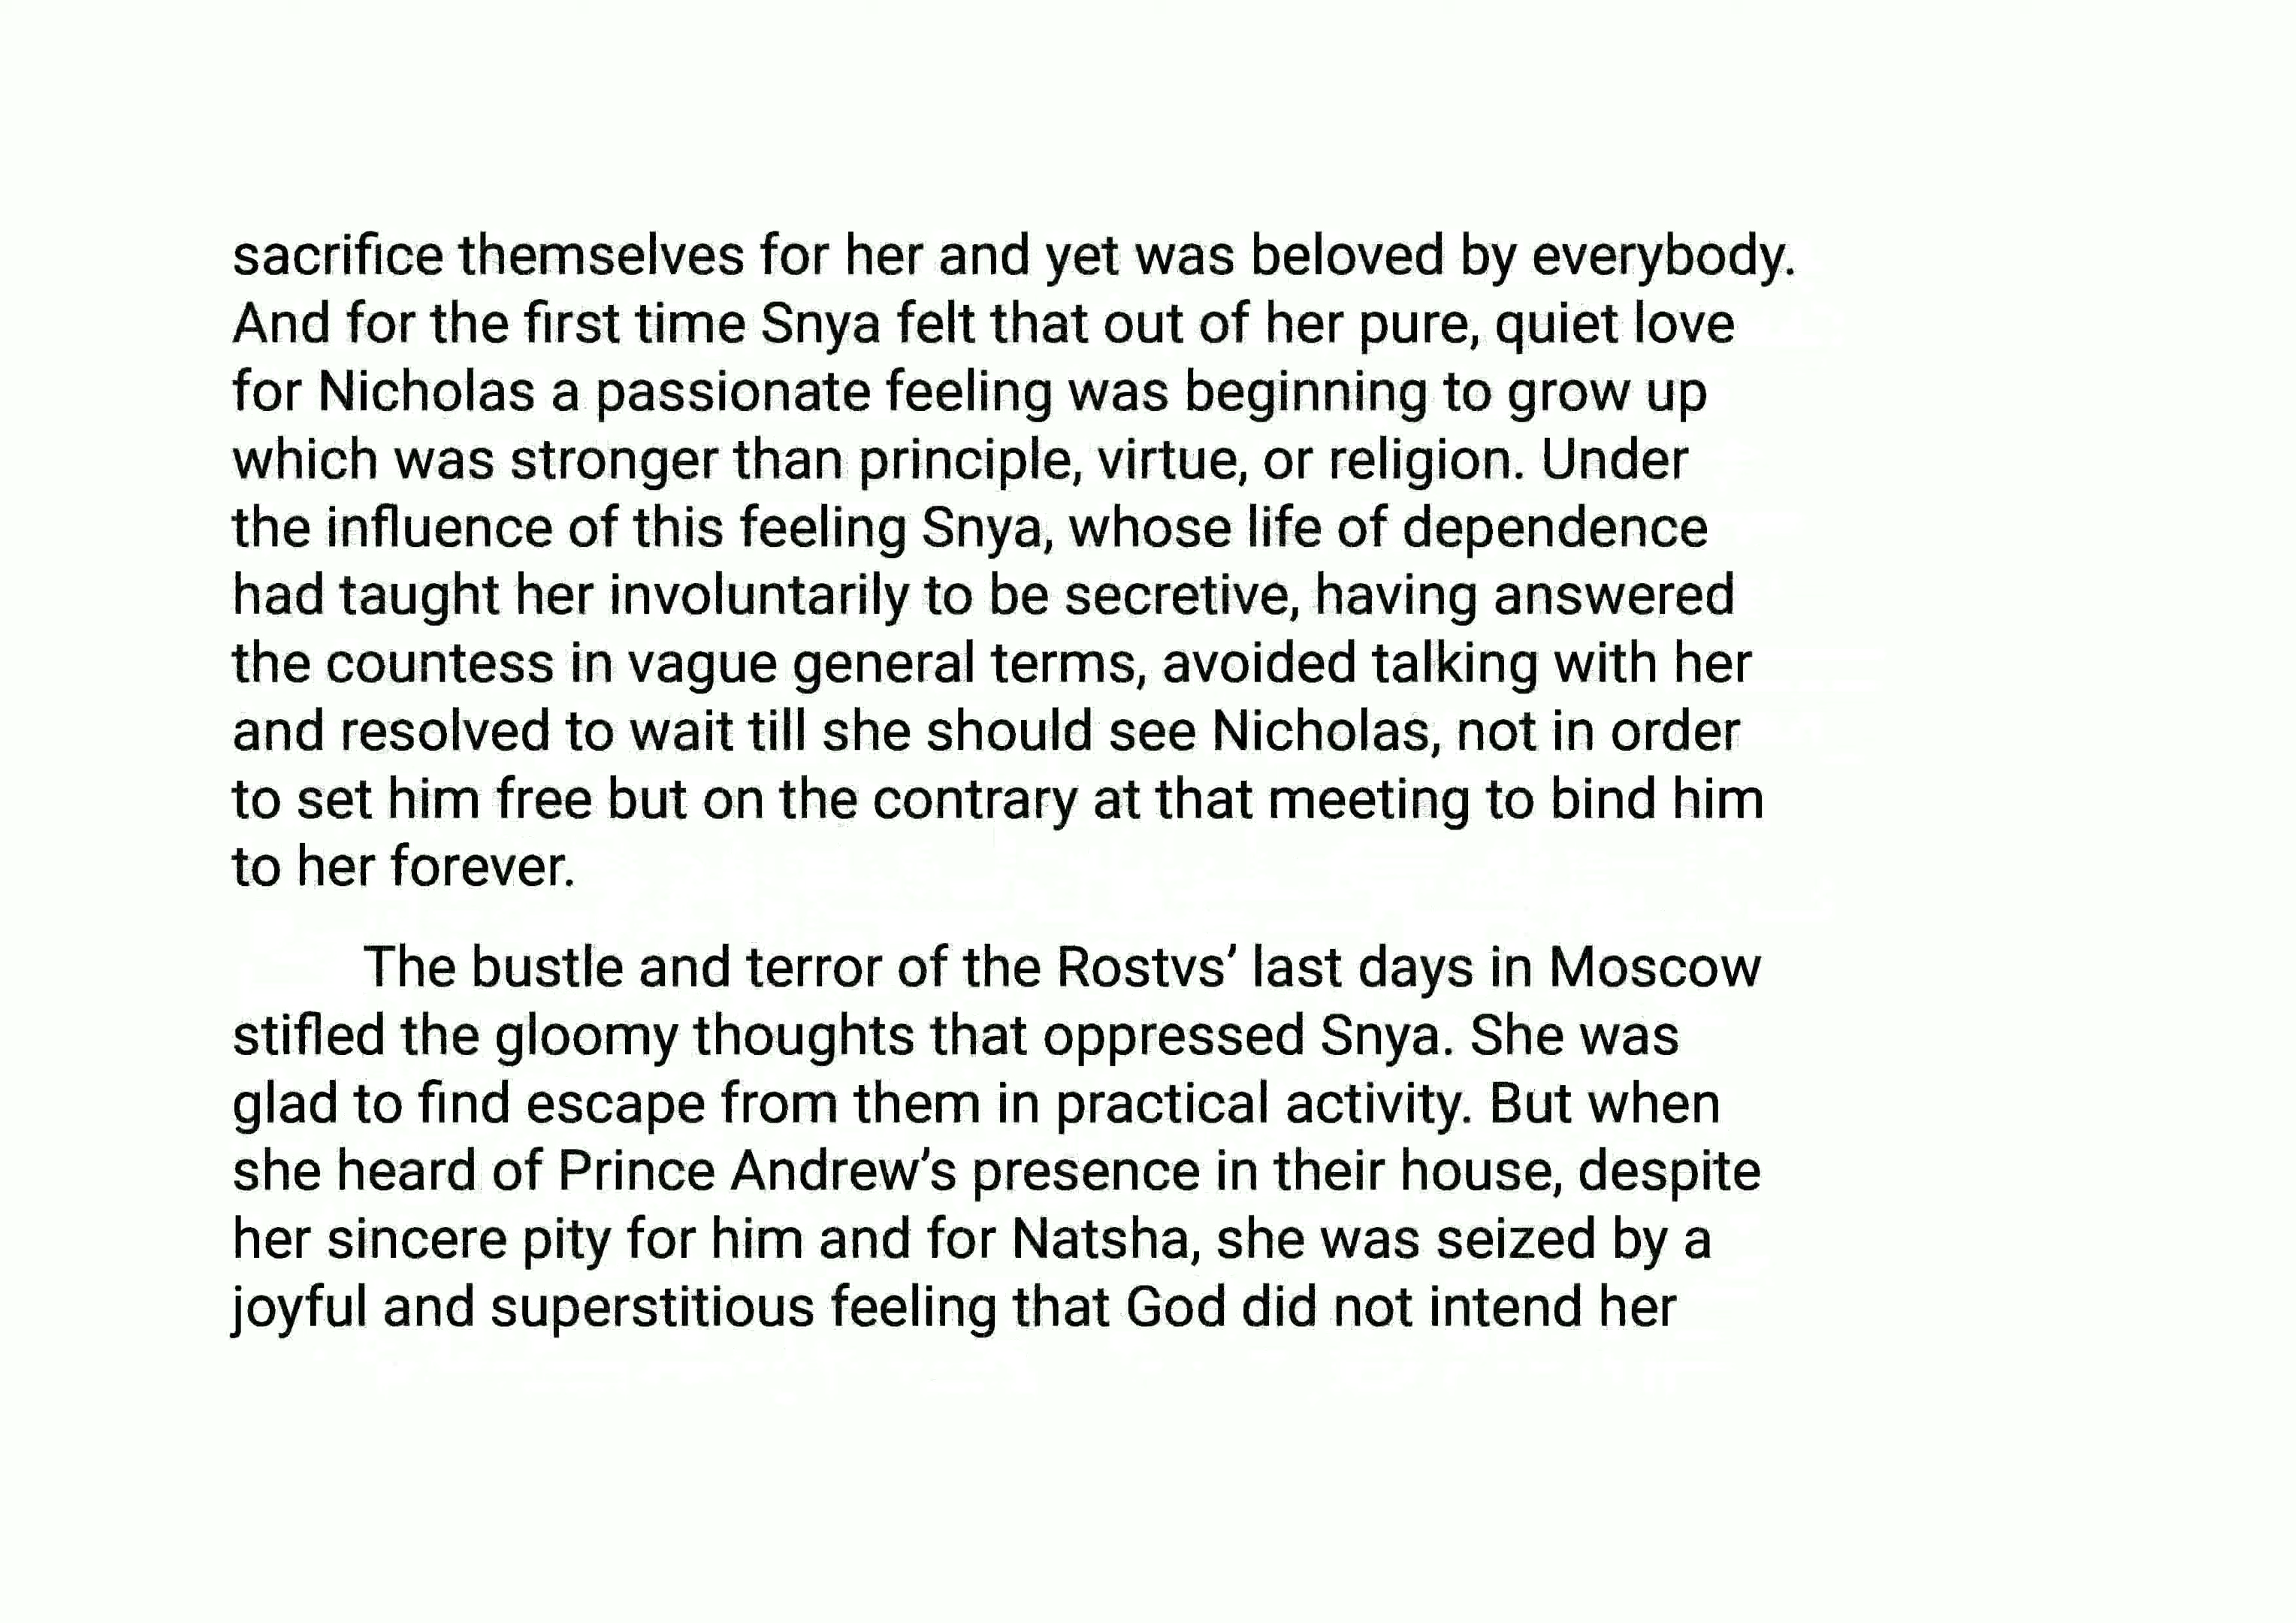 sacrifice themselves for her and yet was beloved by everybody.
And for the first time Snya felt that out of her pure, quiet love
for Nicholas a passionate feeling was beginning to grow up
which was stronger than principle, virtue, or religion. Under
the influence of this feeling Snya, whose life of dependence
had taught her involuntarily to be secretive, having answered
the countess in vague general terms, avoided talking with her
and resolved to wait till she should see Nicholas, not in order
to set him free but on the contrary at that meeting to bind him
to her forever.
The bustle and terror of the Rostvs’ last days in Moscow
stifled the gloomy thoughts that oppressed Snya. She was
glad to find escape from them in practical activity. But when
she heard of Prince Andrew’s presence in their house, despite
her sincere pity for him and for Natsha, she was seized by a
joyful and superstitious feeling that God did not intend her